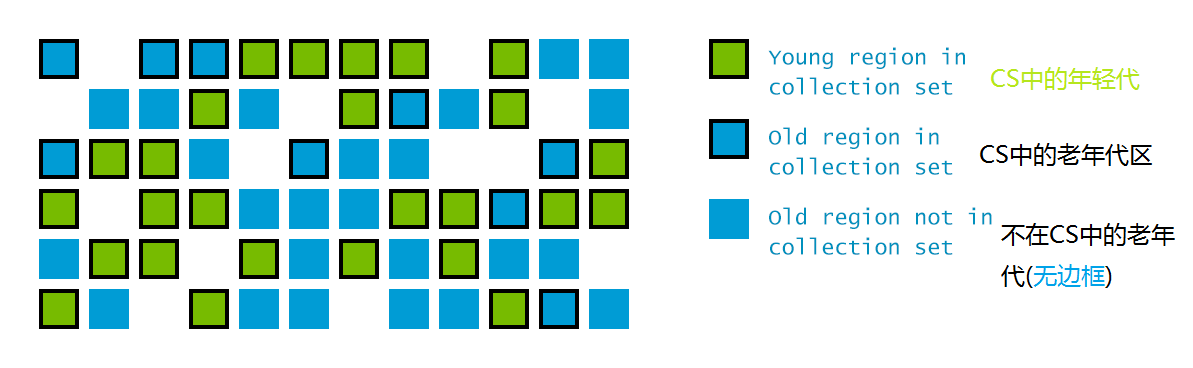 Young region in
collection set
CS中的年轻代
Old region in
collection set
CS中的老年代区
Old region not in
collection set
不在CS中的老年
代(无边框)